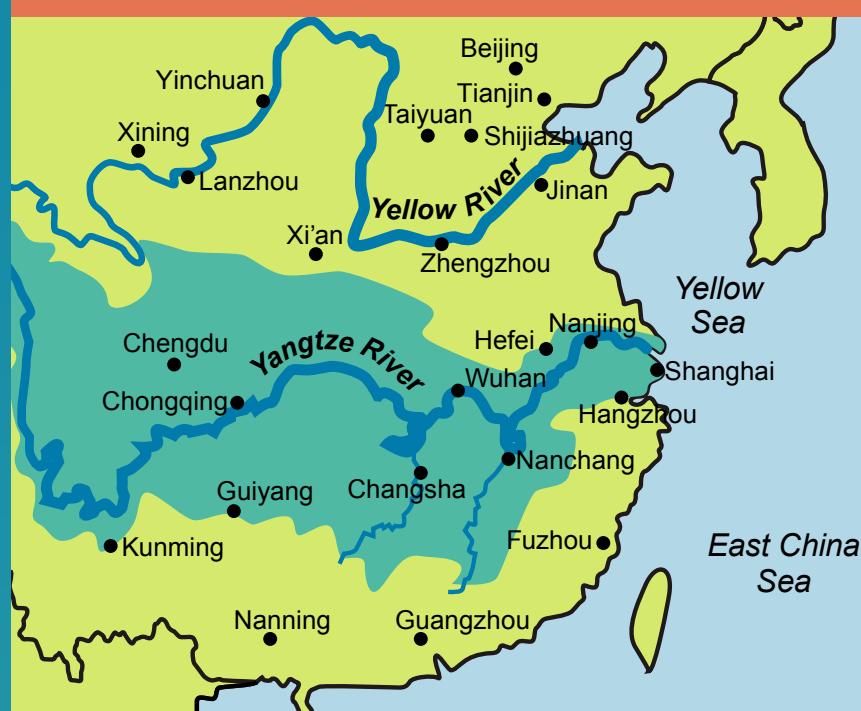 Beijing
Yinchuan
Tianjin
Taiyuan
Xining
Shijiazhuang
Lanzhou
Yellow River
Jinan
Xi'an
Zhengzhou
Yellow
Sea
Nanjing
Hefei
Chengdu
Yangtze River
Wuhan
Shanghai
Chongqing
Hangzhou
Nanchang
Changsha
Guiyang
Kunming
Fuzhou
East China
Sea
Nanning
Guangzhou